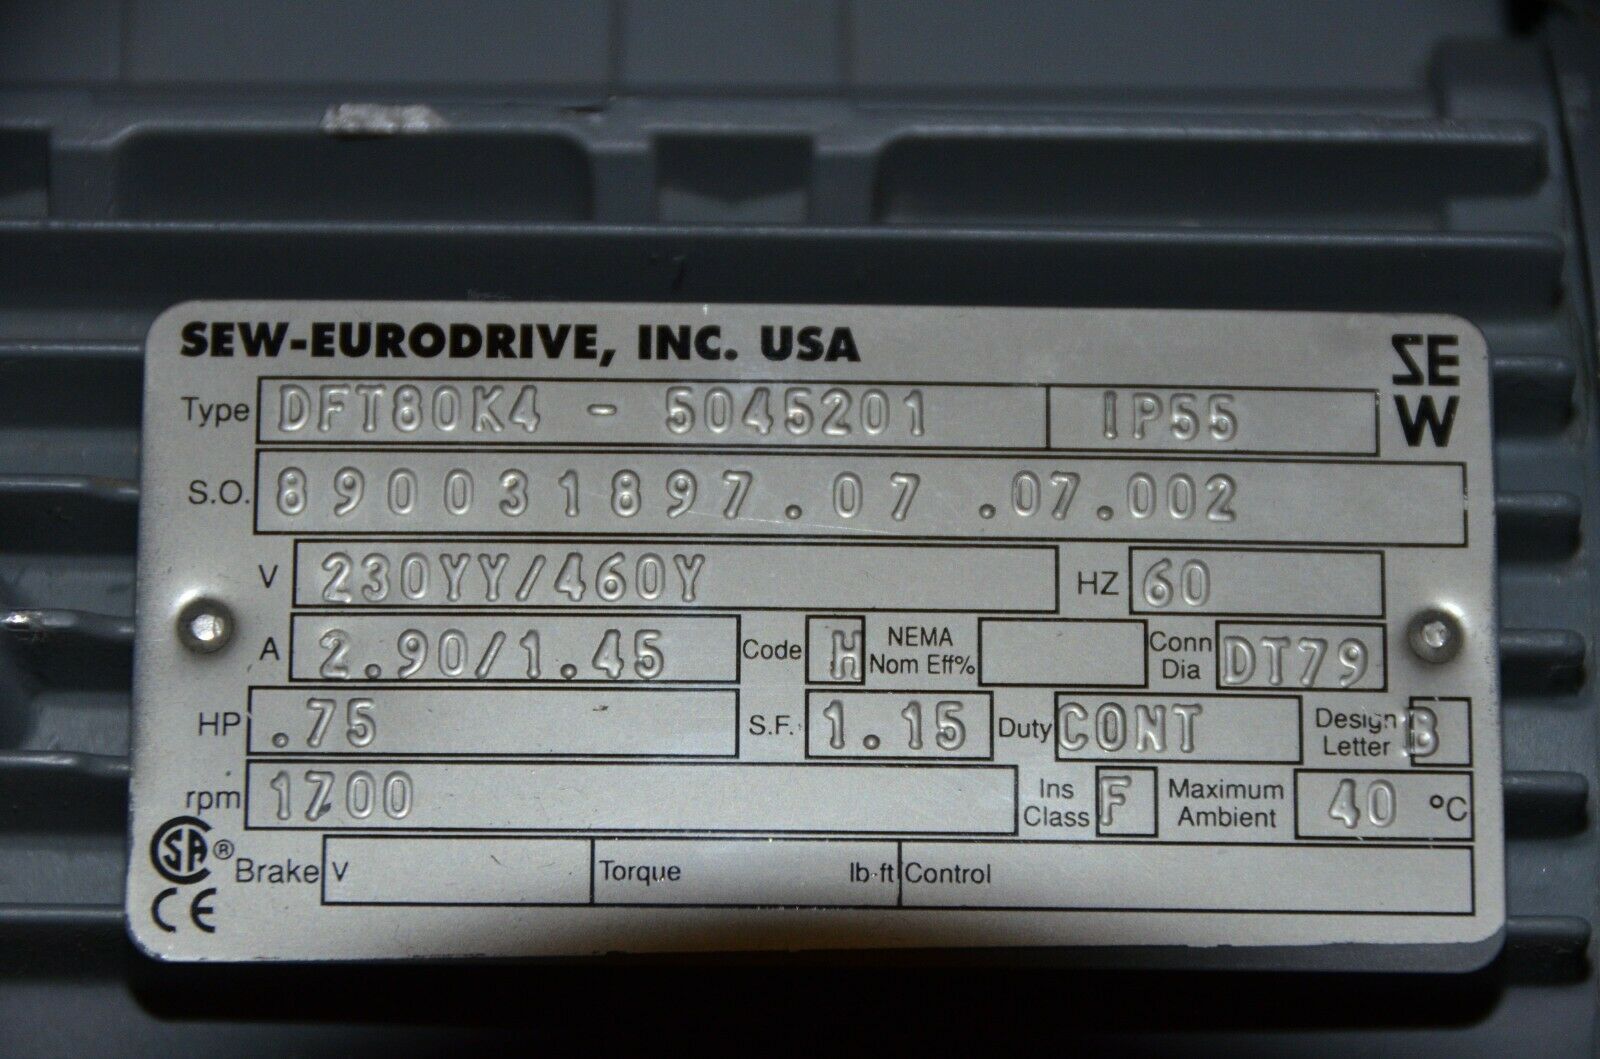 SEW-EURODRIVE, INC. USA
SEW
Type DFT80K4 - 5045201 IP55
S.O. 890031897.07 .07.002
V 230YY/460Y HZ 60
A 2.90/1.45 Code H NEMA Nom Eff% Conn Dia DT79
HP .75 S.F. 1.15 Duty CONT Design Letter B
rpm 1700 Ins Class F Maximum Ambient 40 °C
SA ® Brake V Torque lb-ft Control
CE